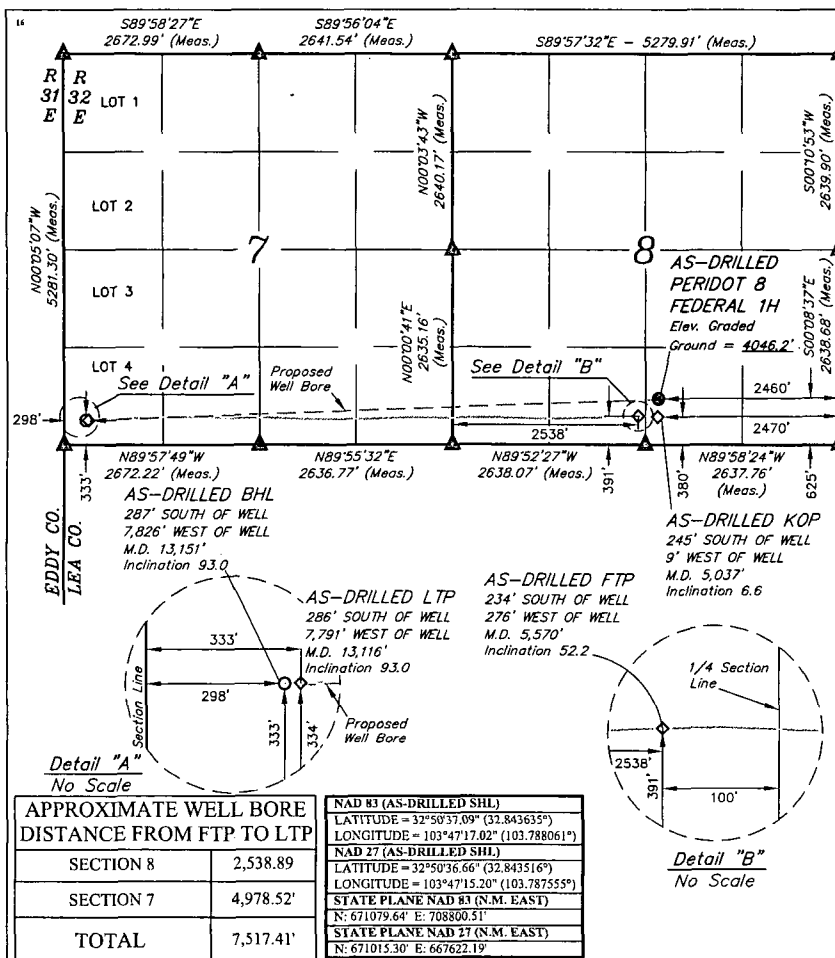 16
S89°58'27"E
2672.99' (Meas.)
S89°56'04"E
2641.54' (Meas.)
S89°57'32"E – 5279.91' (Meas.)
R
31
E
R
32
E
LOT 1
LOT 2
LOT 3
LOT 4
N00°05'07"W
5281.30' (Meas.)
7
N00°03'43"W
2640.17' (Meas.)
N00°00'41"E
2635.16' (Meas.)
8
S00°10'53"W
2639.90' (Meas.)
S00°08'37"E
2638.68' (Meas.)
AS-DRILLED
PERIDOT 8
FEDERAL 1H
Elev. Graded
Ground = 4046.2'
See Detail "A"
Proposed
Well Bore
See Detail "B"
298'
2460'
2470'
2538'
333'
N89°57'49"W
2672.22' (Meas.)
N89°55'32"E
2636.77' (Meas.)
N89°52'27"W
2638.07' (Meas.)
391'
380'
N89°58'24"W
2637.76'
(Meas.)
625'
EDDY CO.
LEA CO.
AS-DRILLED BHL
287' SOUTH OF WELL
7,826' WEST OF WELL
M.D. 13,151'
Inclination 93.0
AS-DRILLED LTP
286' SOUTH OF WELL
7,791' WEST OF WELL
M.D. 13,116'
Inclination 93.0
AS-DRILLED FTP
234' SOUTH OF WELL
276' WEST OF WELL
M.D. 5,570'
Inclination 52.2
AS-DRILLED KOP
245' SOUTH OF WELL
9' WEST OF WELL
M.D. 5,037'
Inclination 6.6
333'
298'
Section Line
333'
334'
Proposed
Well Bore
Detail "A"
No Scale
1/4 Section
Line
2538'
391'
100'
Detail "B"
No Scale
APPROXIMATE WELL BORE
DISTANCE FROM FTP TO LTP
SECTION 8 2,538.89
SECTION 7 4,978.52'
TOTAL 7,517.41'
NAD 83 (AS-DRILLED SHL)
LATITUDE = 32°50'37.09" (32.843635°)
LONGITUDE = 103°47'17.02" (103.788061°)
NAD 27 (AS-DRILLED SHL)
LATITUDE = 32°50'36.66" (32.843516°)
LONGITUDE = 103°47'15.20" (103.787555°)
STATE PLANE NAD 83 (N.M. EAST)
N: 671079.64' E: 708800.51'
STATE PLANE NAD 27 (N.M. EAST)
N: 671015.30' E: 667622.19'